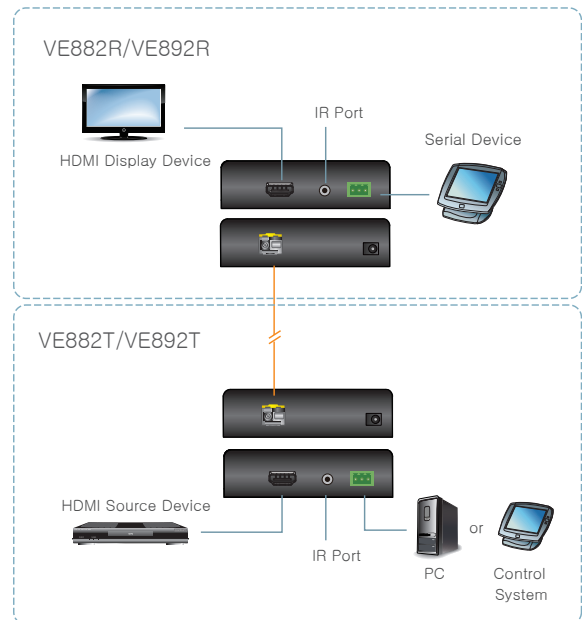 VE882R/VE892R
IR Port
Serial Device
HDMI Display Device
VE882T/VE892T
HDMI Source Device
IR Port
or
PC
Control
System